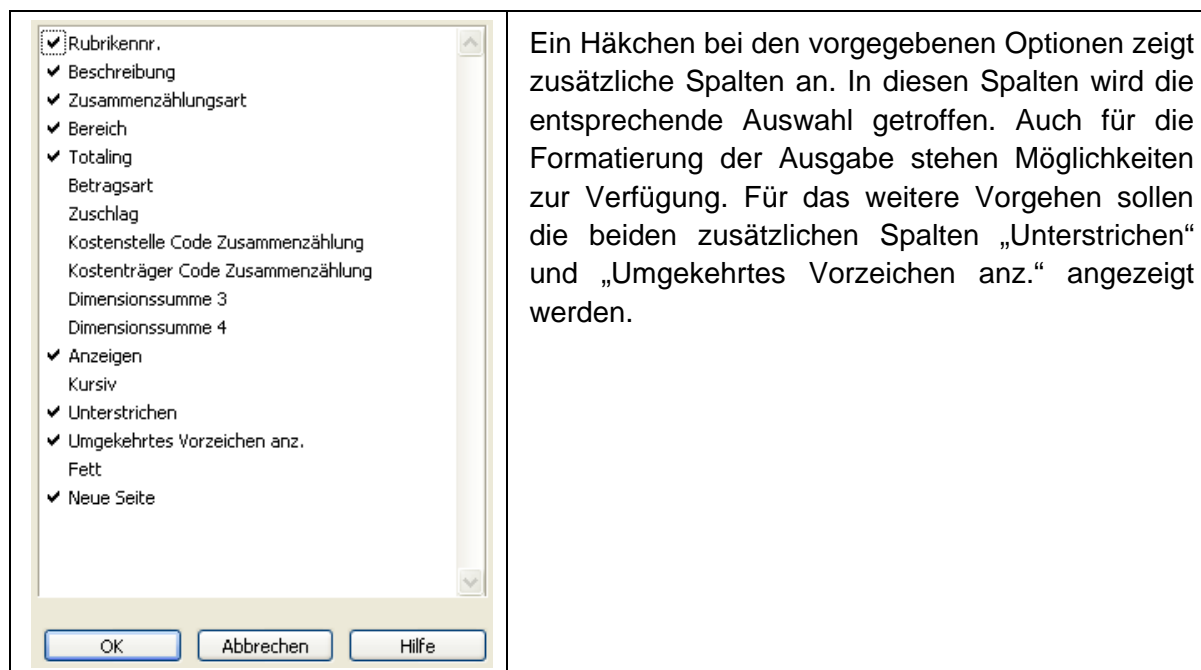 Rubrikennr.
Beschreibung
Zusammenzählungsart
Bereich
Totaling
Betragsart
Zuschlag
Kostenstelle Code Zusammenzählung
Kostenträger Code Zusammenzählung
Dimensionssumme 3
Dimensionssumme 4
Anzeigen
Kursiv
Unterstrichen
Umgekehrtes Vorzeichen anz.
Fett
Neue Seite
OK Abbrechen Hilfe
Ein Häkchen bei den vorgegebenen Optionen zeigt
zusätzliche Spalten an. In diesen Spalten wird die
entsprechende Auswahl getroffen. Auch für die
Formatierung der Ausgabe stehen Möglichkeiten
zur Verfügung. Für das weitere Vorgehen sollen
die beiden zusätzlichen Spalten „Unterstrichen“
und „Umgekehrtes Vorzeichen anz.“ angezeigt
werden.